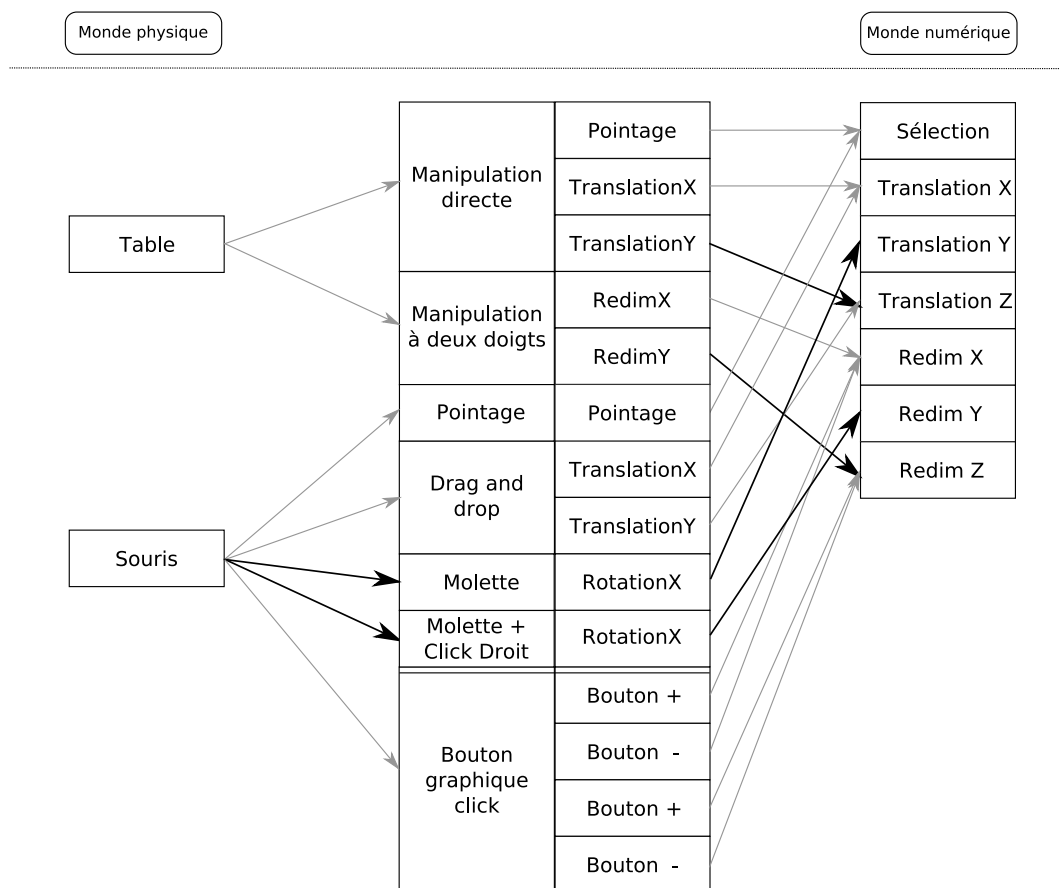 Monde physique
Monde numérique
Table
Souris
Manipulation
directe
Pointage
TranslationX
TranslationY
Manipulation
à deux doigts
RedimX
RedimY
Pointage
Pointage
Drag and
drop
TranslationX
TranslationY
Molette
RotationX
Molette +
Click Droit
RotationX
Bouton
graphique
click
Bouton +
Bouton -
Bouton +
Bouton -
Sélection
Translation X
Translation Y
Translation Z
Redim X
Redim Y
Redim Z